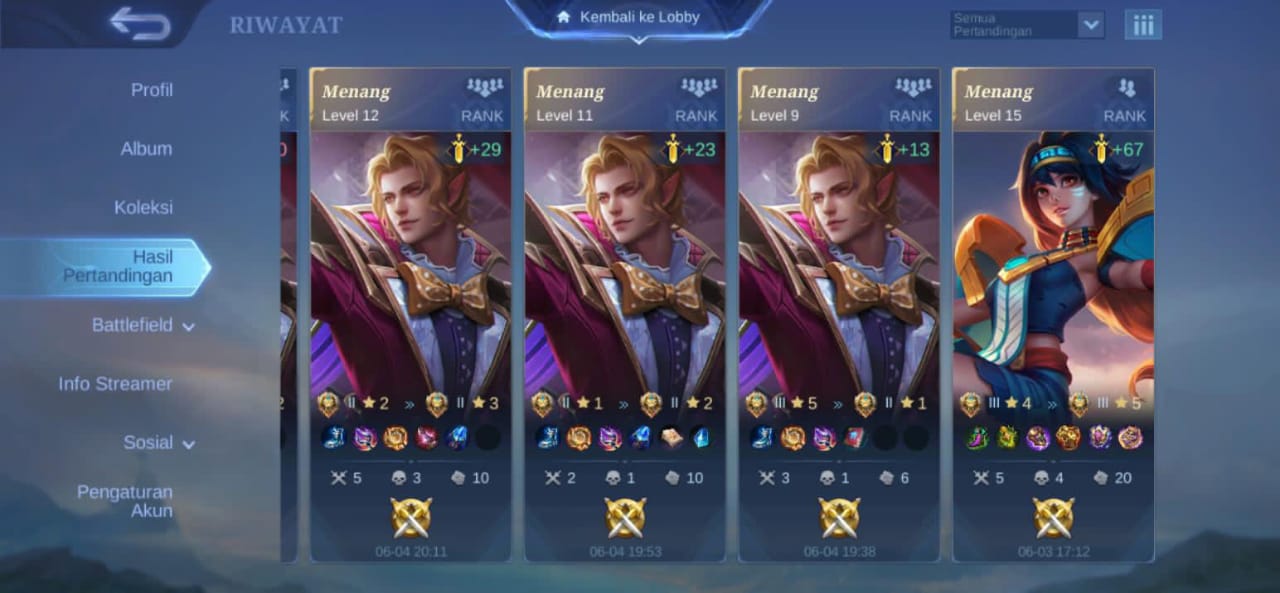 RIWAYAT
Kembali ke Lobby
Semua
Pertandingan
Profil
Album
Koleksi
Hasil
Pertandingan
Battlefield
Info Streamer
Sosial
Pengaturan
Akun
K
0
2
Menang
Level 12 RANK
+29
II 2 » II 3
5 3 10
06-04 20:11
Menang
Level 11 RANK
+23
II 1 » II 2
2 1 10
06-04 19:53
Menang
Level 9 RANK
+13
III 5 » II 1
3 1 6
06-04 19:38
Menang
Level 15 RANK
+67
III 4 » III 5
5 4 20
06-03 17:12